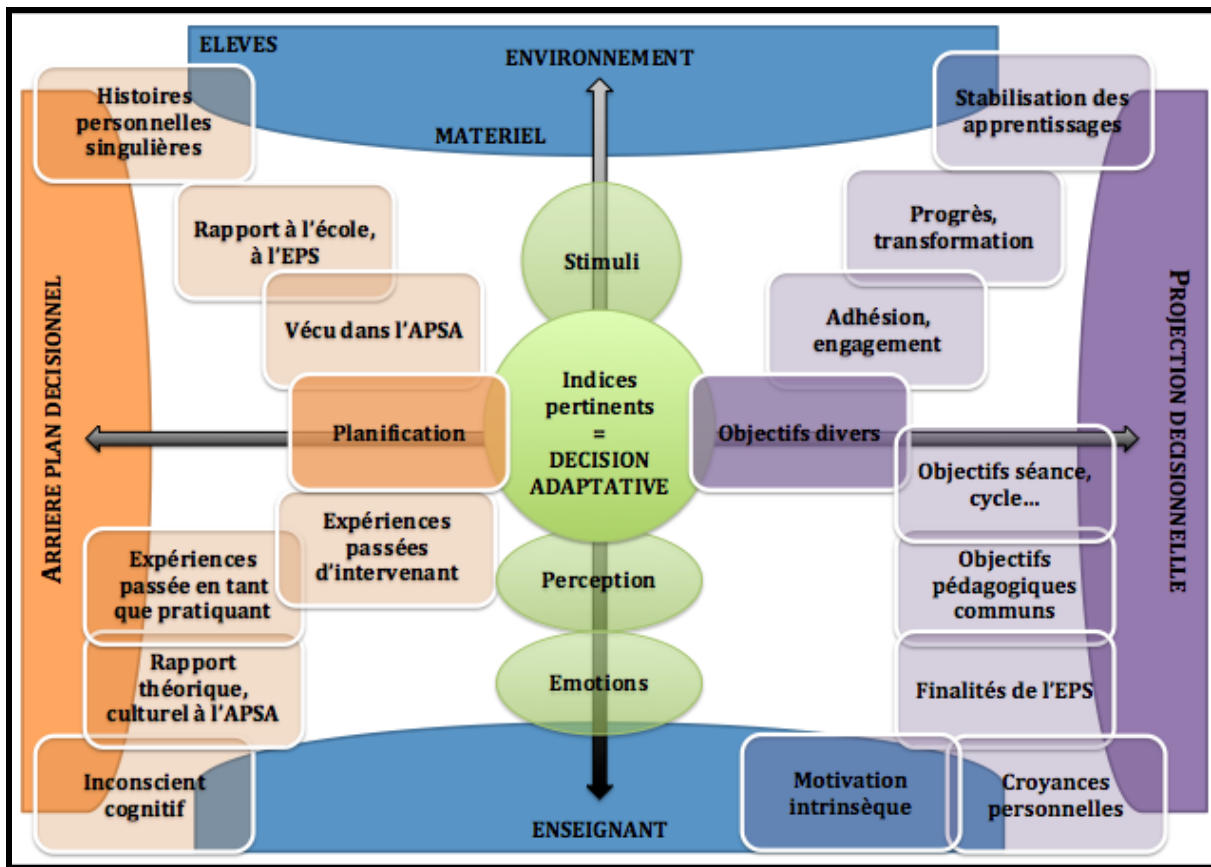 ELEVES
ENVIRONNEMENT
MATERIEL
Histoires
personnelles
singulières
Stabilisation des
apprentissages
Rapport à l'école,
à l'EPS
Stimuli
Progrès,
transformation
Vécu dans l'APSA
Adhésion,
engagement
ARRIERE PLAN DECISIONNEL
Planification
Indices
pertinents
=
DECISION
ADAPTATIVE
Objectifs divers
PROJECTION DECISIONNELLE
Objectifs séance,
cycle…
Expériences
passées
d'intervenant
Expériences
passée en tant
que pratiquant
Perception
Objectifs
pédagogiques
communs
Rapport
théorique,
culturel à l'APSA
Emotions
Finalités de l'EPS
Inconscient
cognitif
Motivation
intrinsèque
Croyances
personnelles
ENSEIGNANT